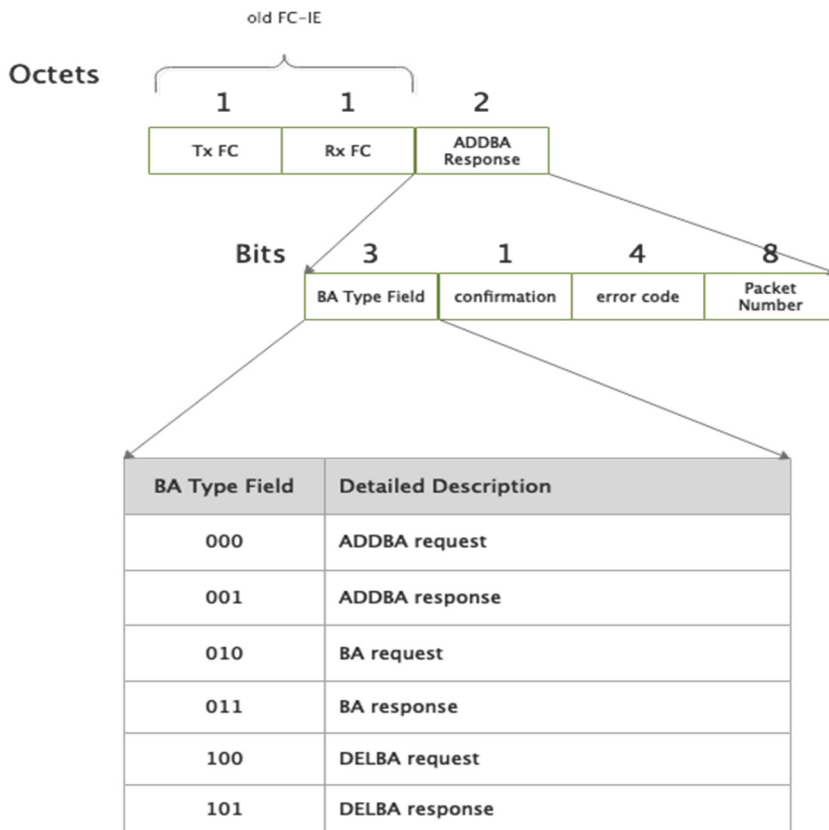 old FC-IE
Octets
1 1 2
Tx FC Rx FC ADDBA
Response
Bits 3 1 4 8
BA Type Field confirmation error code Packet
Number
BA Type Field Detailed Description
000 ADDBA request
001 ADDBA response
010 BA request
011 BA response
100 DELBA request
101 DELBA response